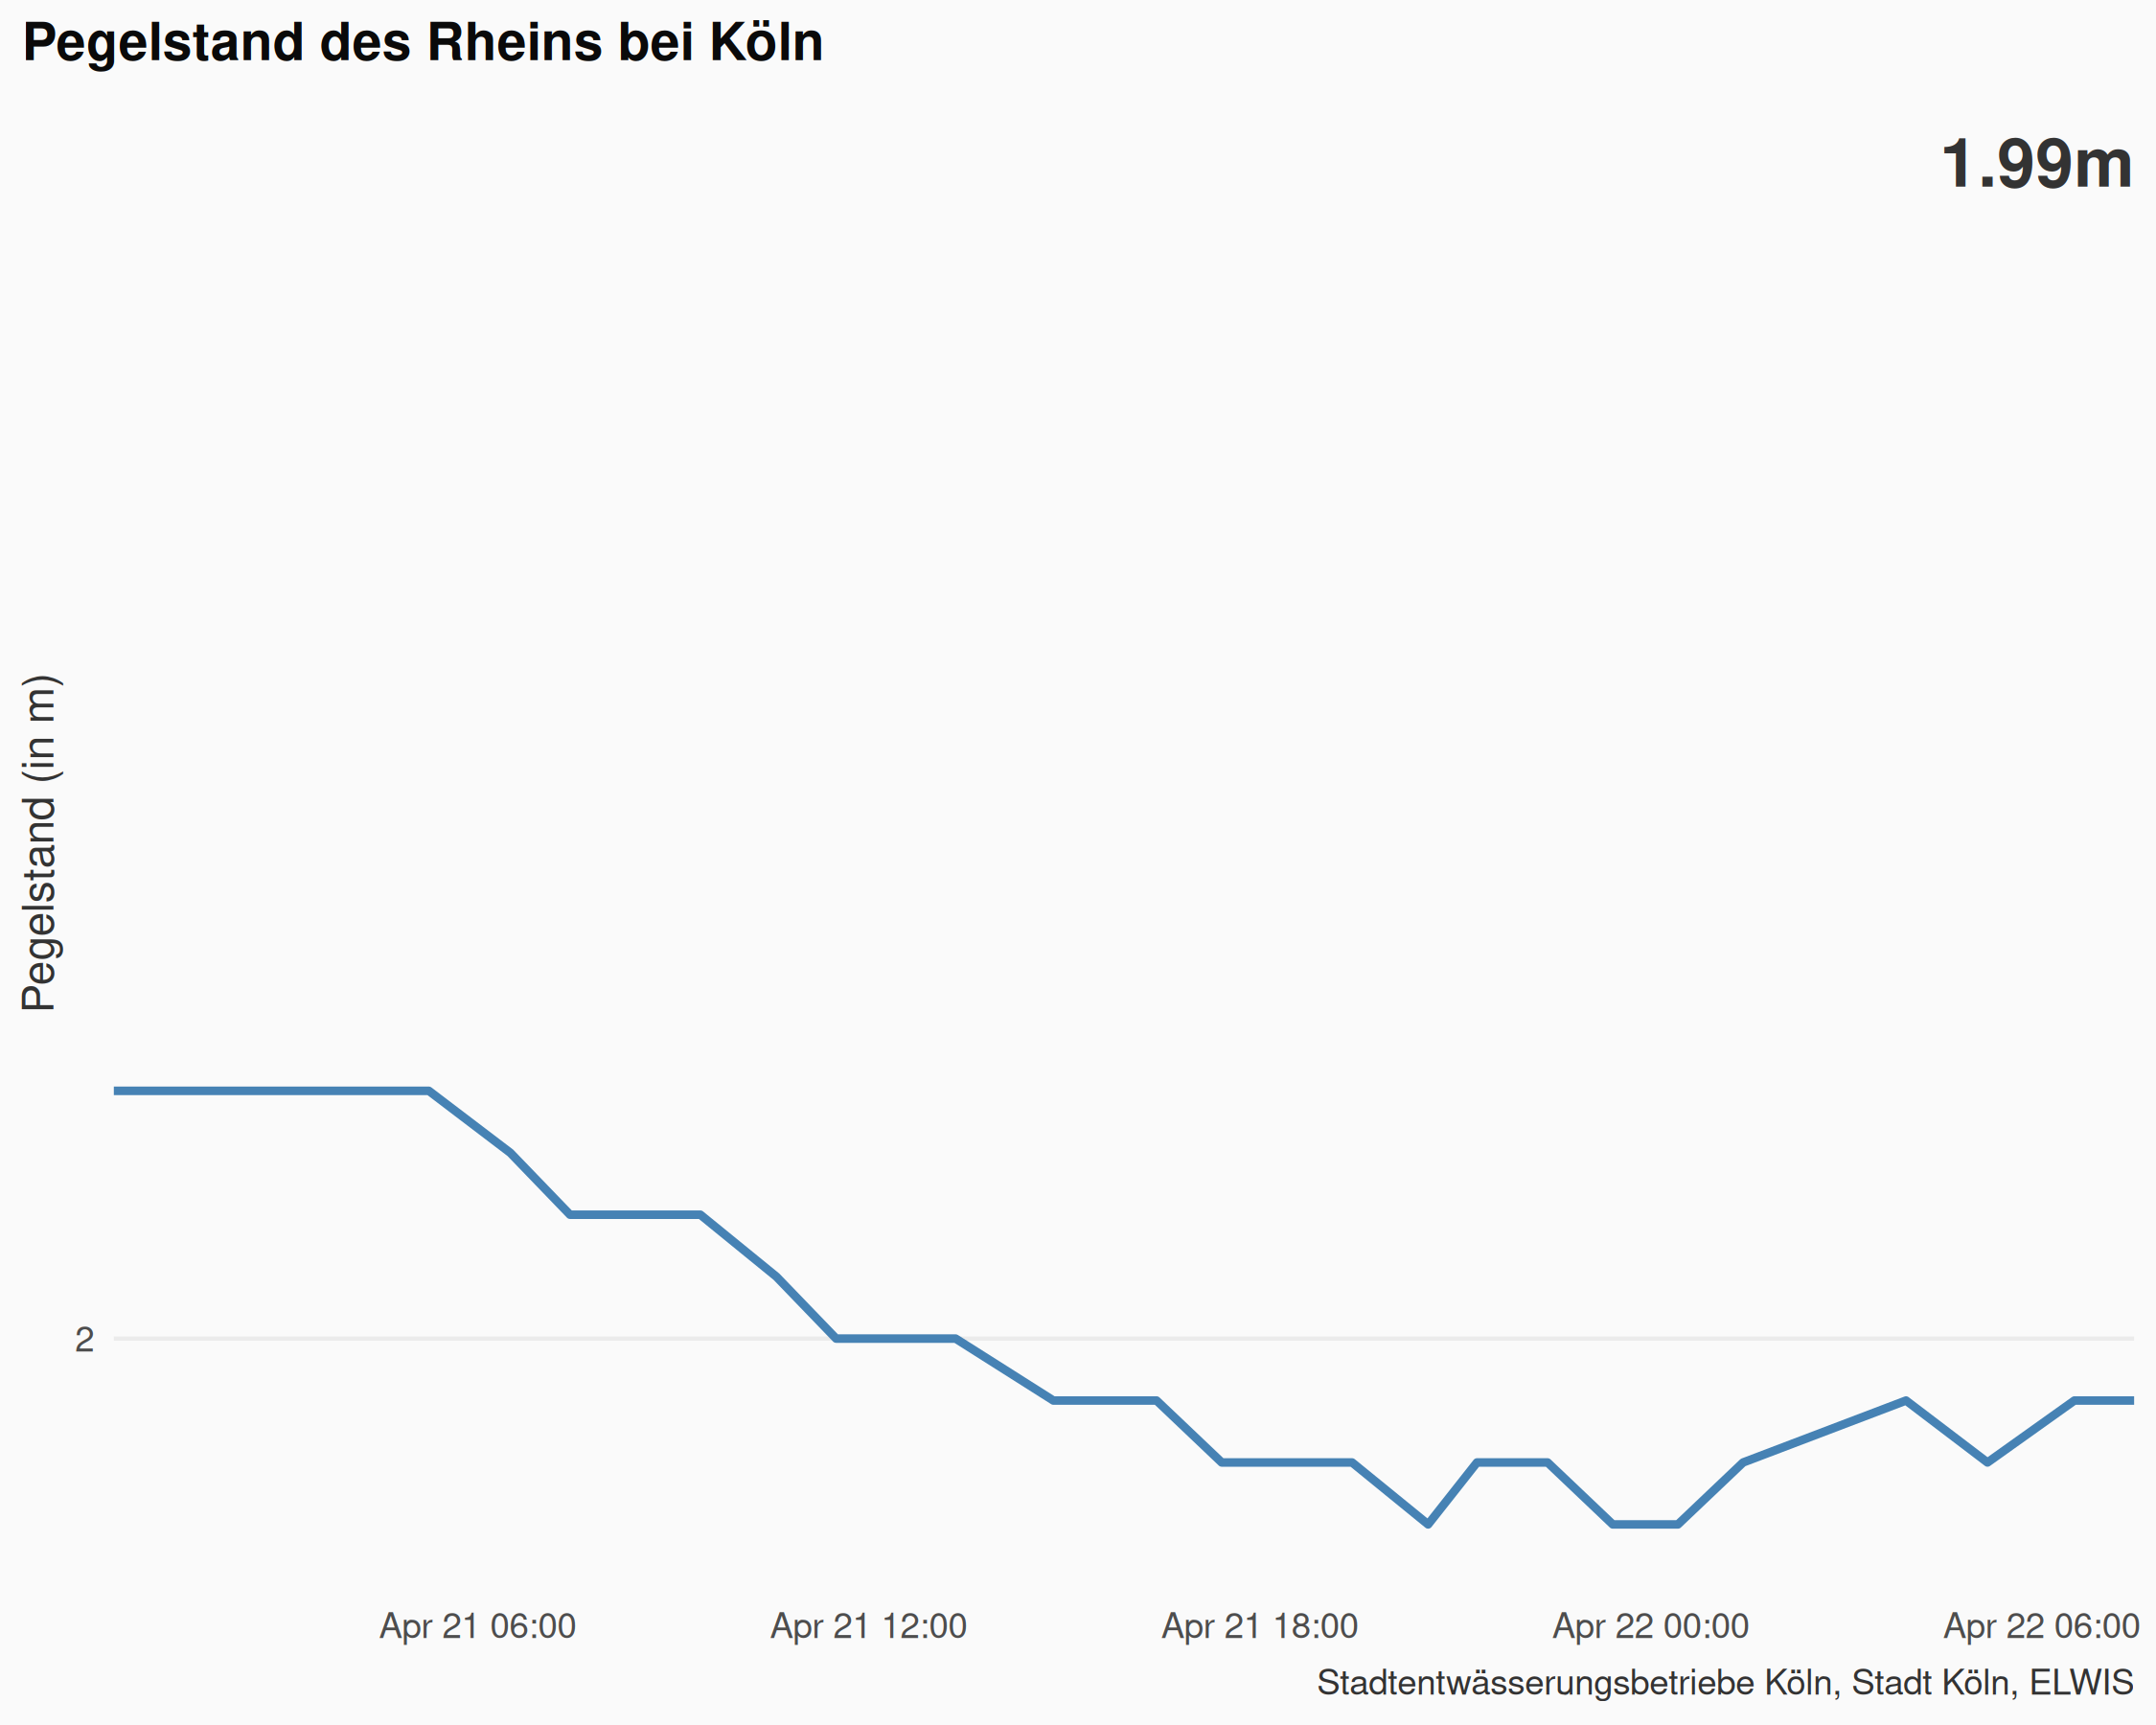 Pegelstand des Rheins bei Köln
1.99m
Pegelstand (in m)
2
Apr 21 06:00
Apr 21 12:00
Apr 21 18:00
Apr 22 00:00
Apr 22 06:00
Stadtentwässerungsbetriebe Köln, Stadt Köln, ELWIS